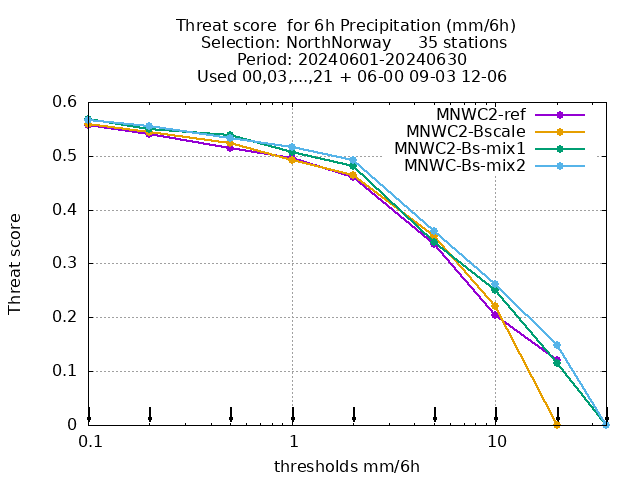 Threat score  for 6h Precipitation (mm/6h)
Selection: NorthNorway     35 stations
Period: 20240601-20240630
Used 00,03,...,21 + 06-00 09-03 12-06
MNWC2-ref
MNWC2-Bscale
MNWC2-Bs-mix1
MNWC-Bs-mix2
Threat score
0.6
0.5
0.4
0.3
0.2
0.1
0
0.1 1 10
thresholds mm/6h